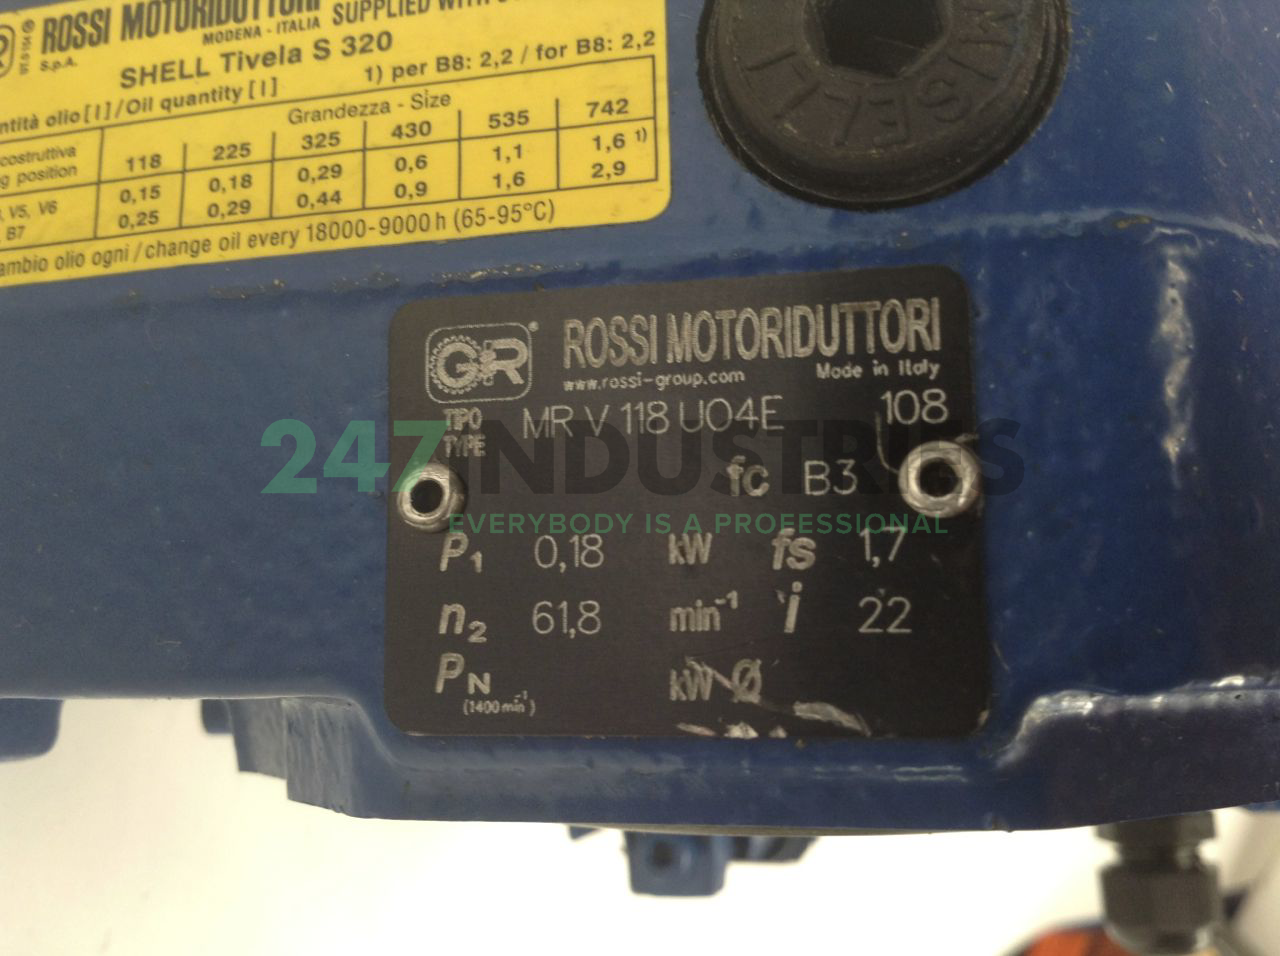 ROSSI MOTORIDUTTORI SUPPLIED WITH
S.p.A. MODENA - ITALIA
SHELL Tivela S 320
1) per B8: 2,2 / for B8: 2,2
olio [l] / Oil quantity [l]
Grandezza - Size
costruttiva
position
118 225 325 430 535 742
V5, V6 0,15 0,18 0,29 0,6 1,1 1,6 1)
B7 0,25 0,29 0,44 0,9 1,6 2,9
olio ogni / change oil every 18000-9000 h (65-95°C)
GR® ROSSI MOTORIDUTTORI
www.rossi-group.com Made in Italy
TIPO
TYPE MR V 118 UO4E 108
fc B3
247 INDUSTRIES
EVERYBODY IS A PROFESSIONAL
P1 0,18 kW fs 1,7
n2 61,8 min-1 i 22
PN kW Ø
(1400 min-1)